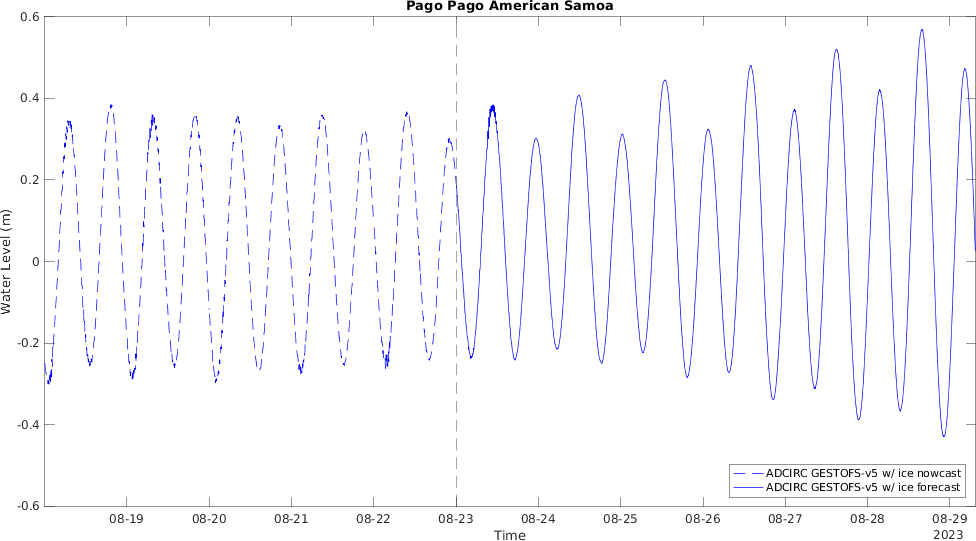 Pago Pago American Samoa
Water Level (m)
0.6
0.4
0.2
0
-0.2
-0.4
-0.6
ADCIRC GESTOFS-v5 w/ ice nowcast
ADCIRC GESTOFS-v5 w/ ice forecast
08-19 08-20 08-21 08-22 08-23 08-24 08-25 08-26 08-27 08-28 08-29
2023
Time